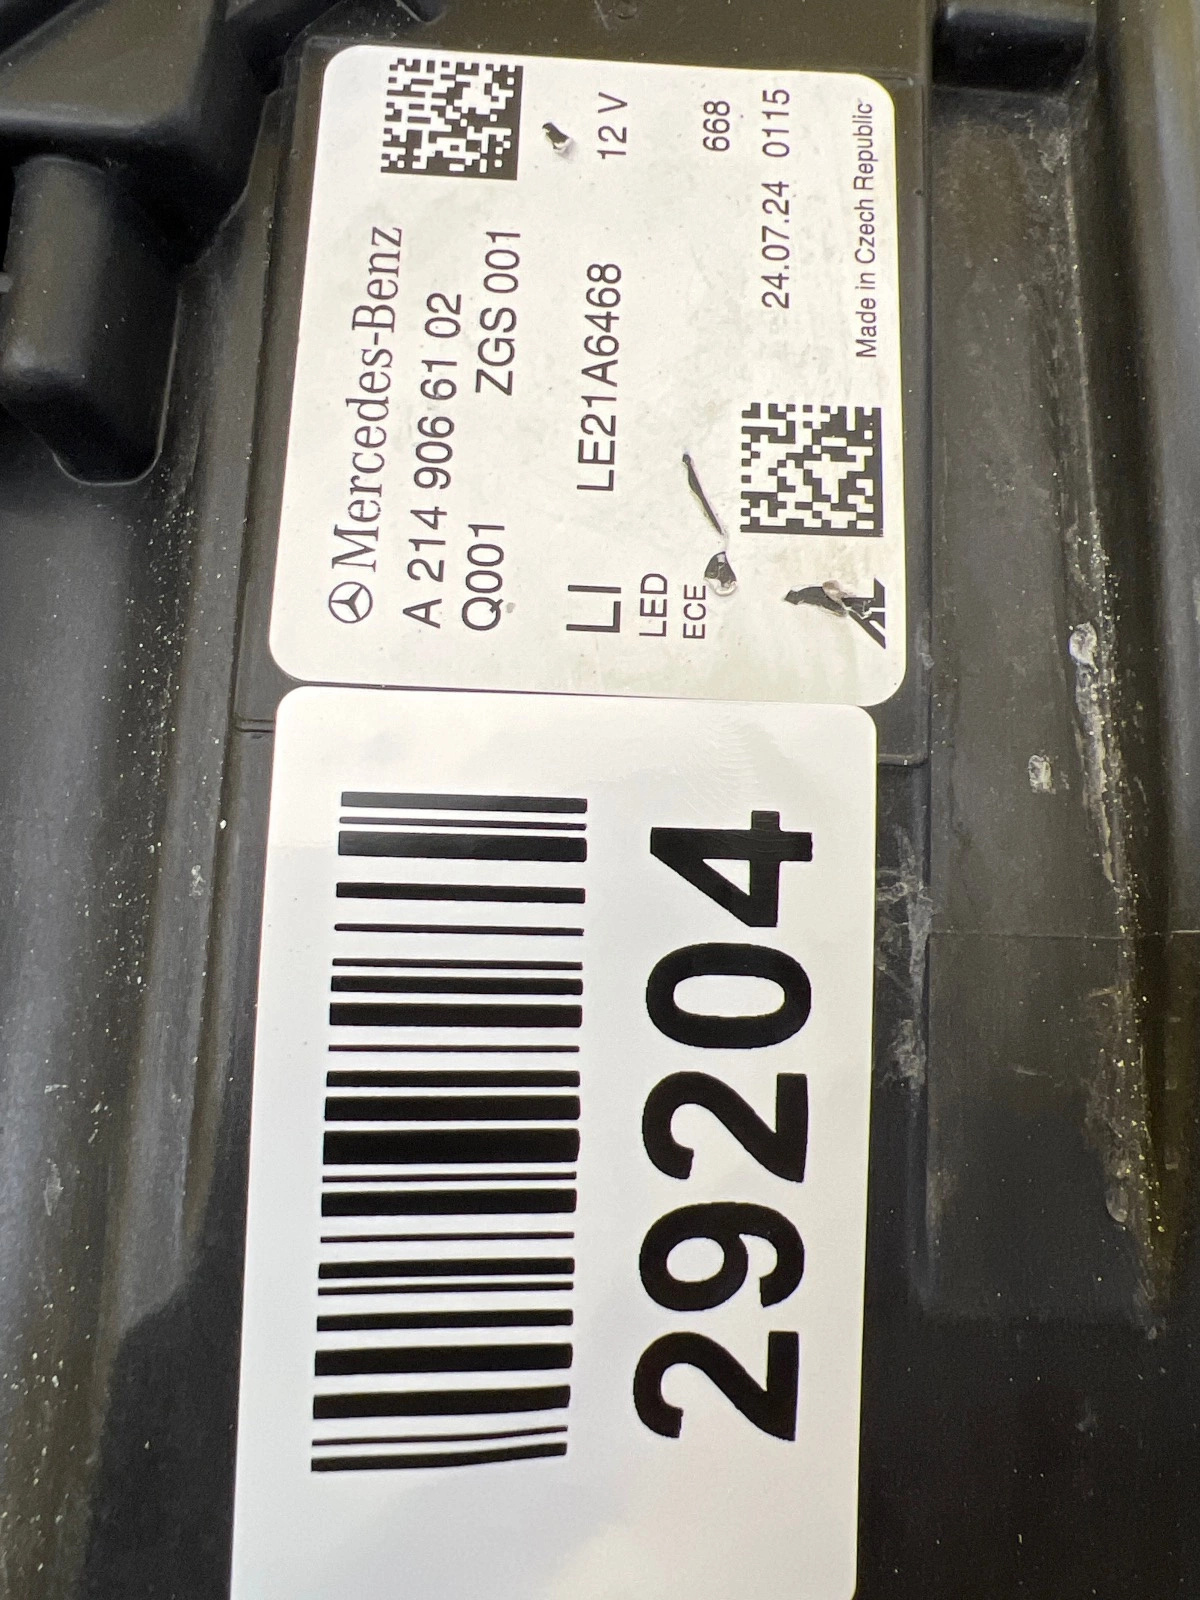 Mercedes-Benz
A 214 906 61 02
Q001 ZGS 001
LI LE21A6468 12 V
LED
ECE 668
24.07.24 0115
AL
Made in Czech Republic
29204